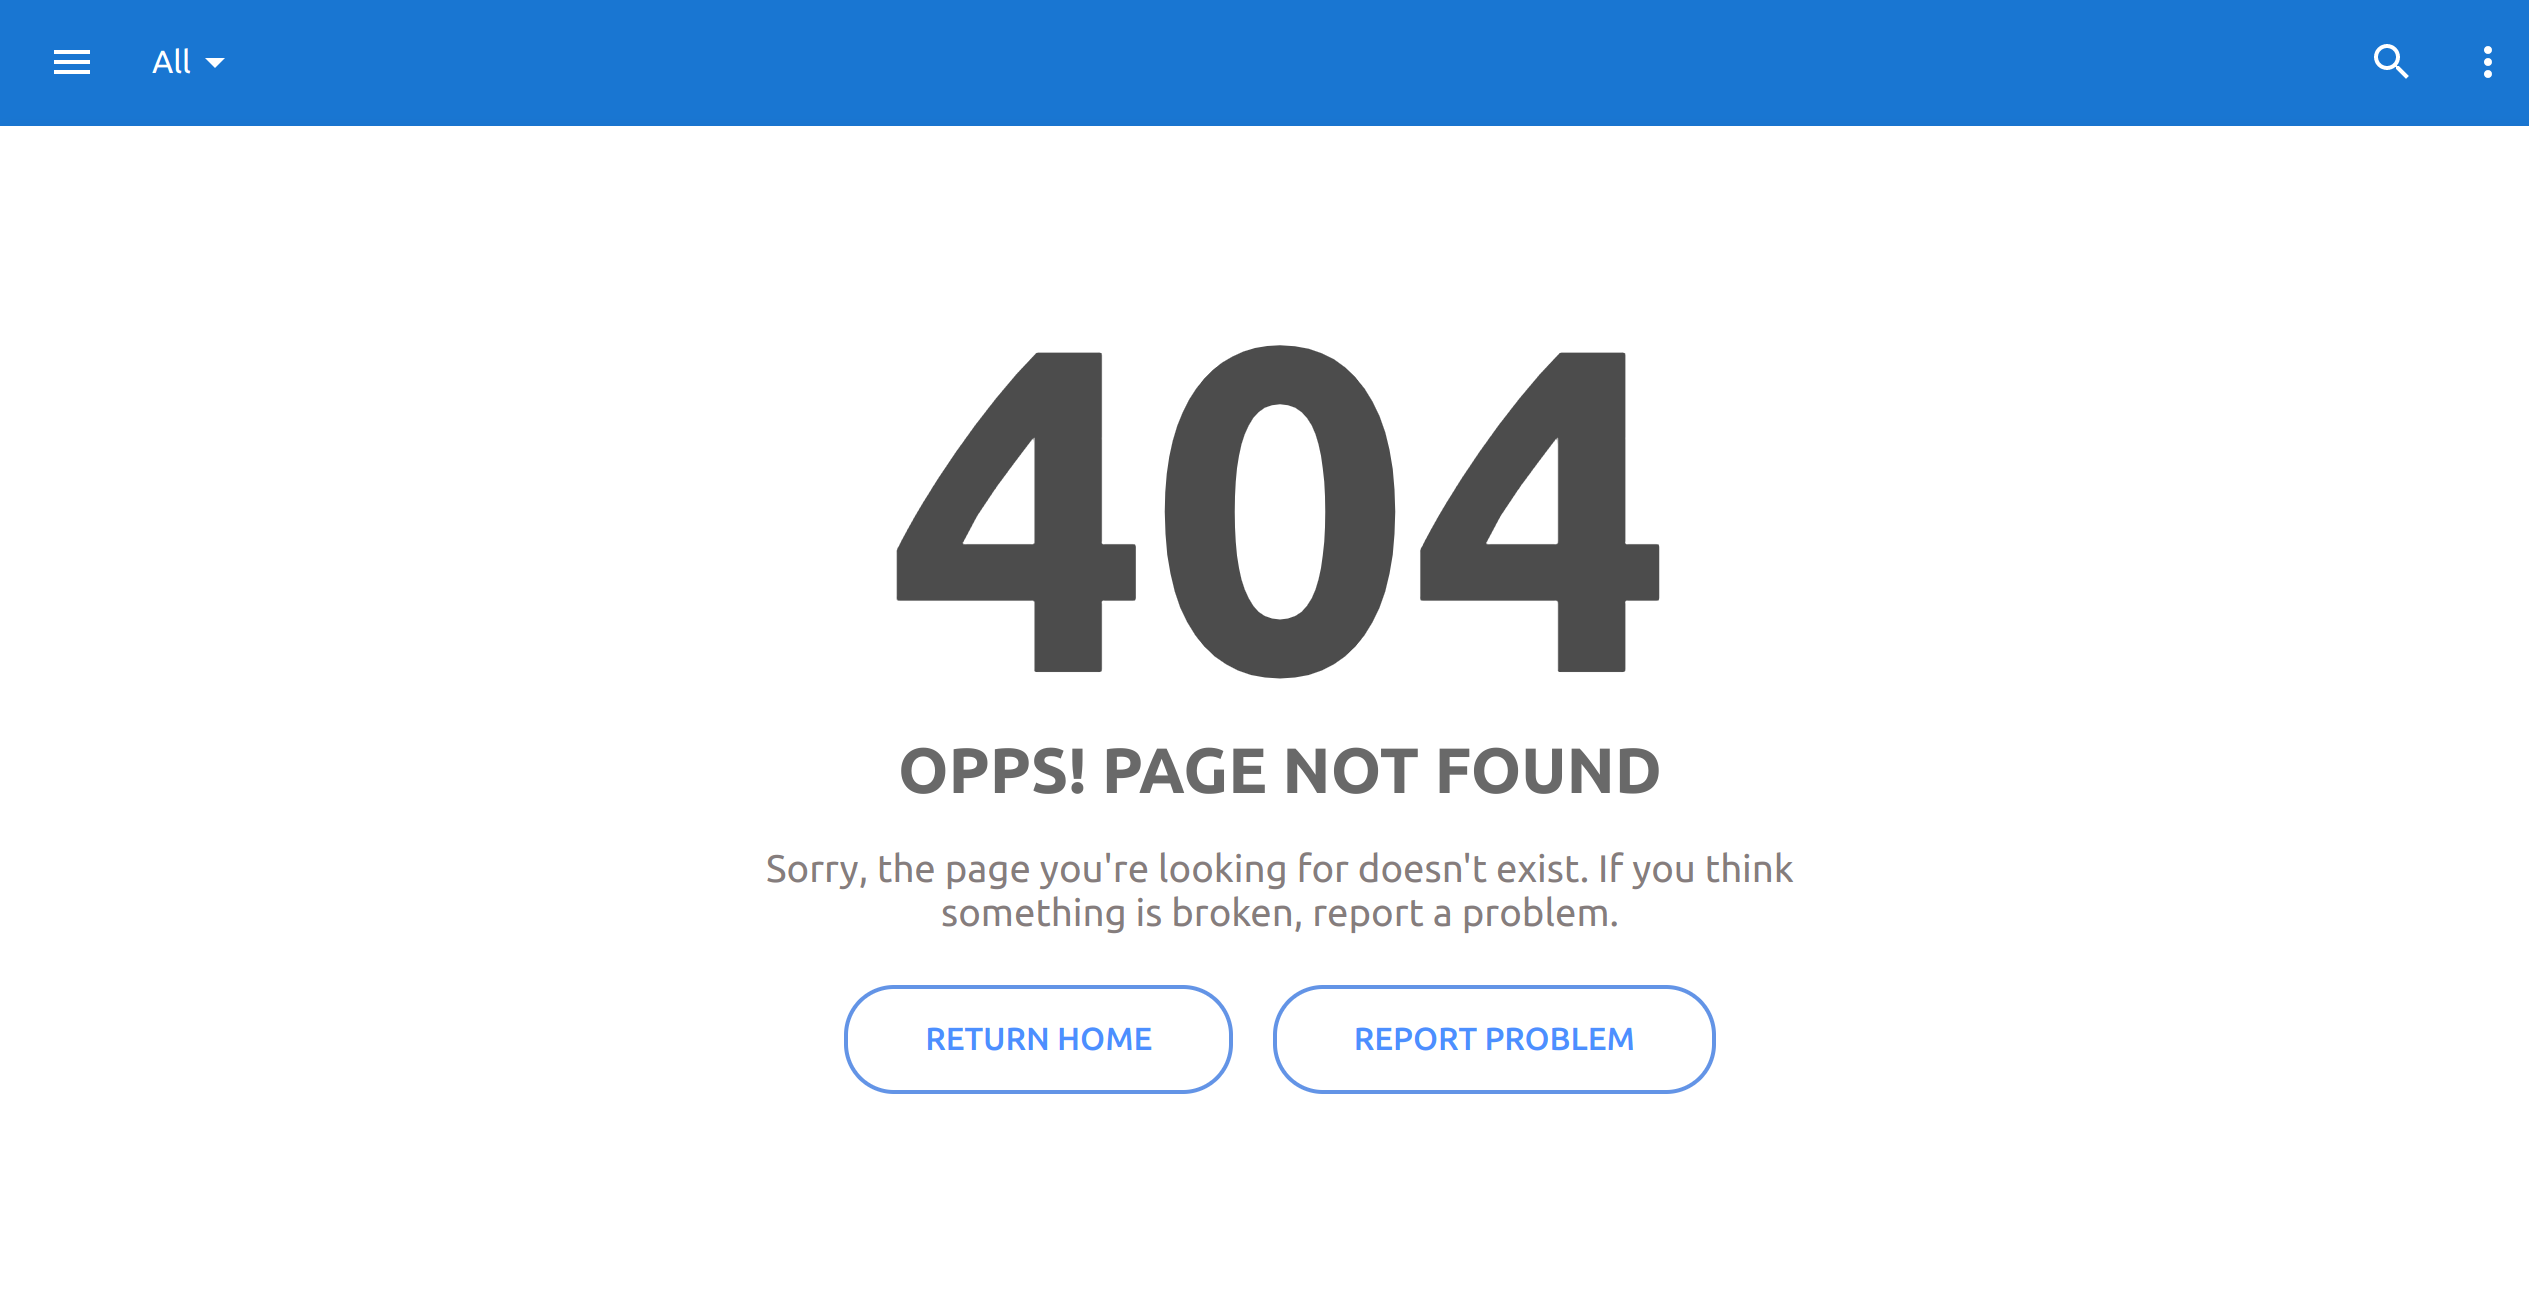 All
404
OPPS! PAGE NOT FOUND
Sorry, the page you're looking for doesn't exist. If you think
something is broken, report a problem.
RETURN HOME
REPORT PROBLEM